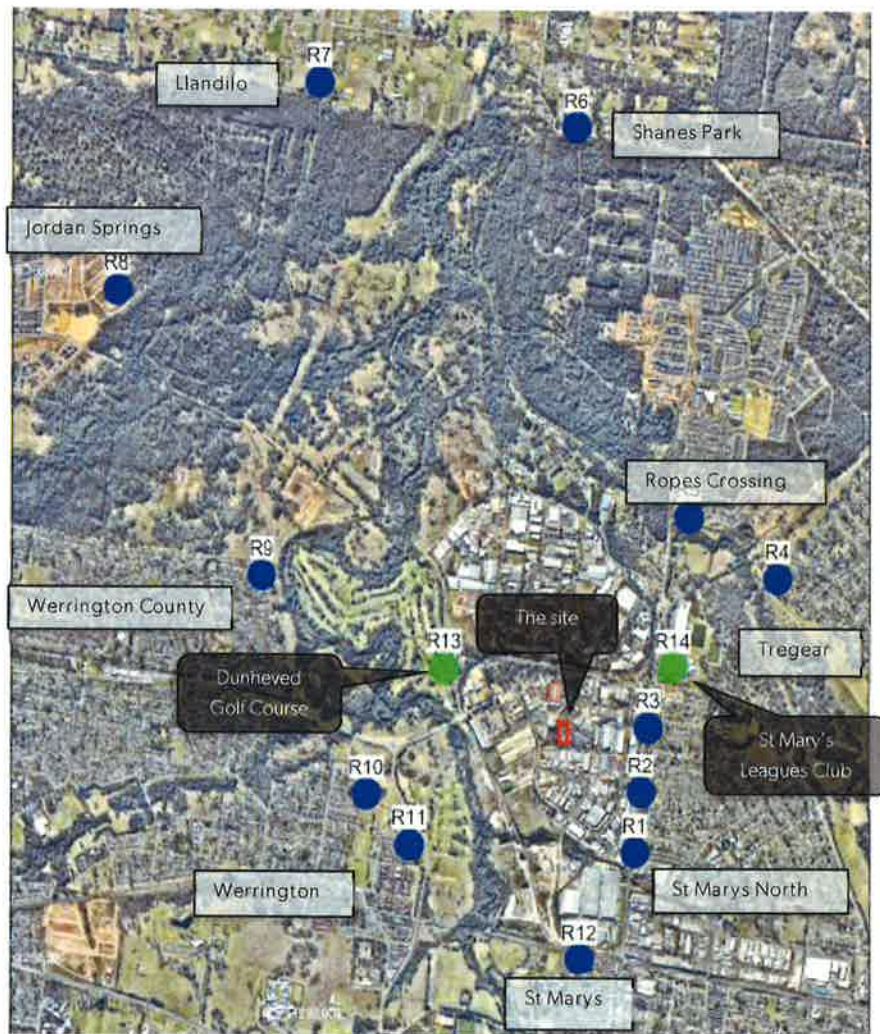 R7
Llandilo
R6
Shanes Park
Jordan Springs
R8
Ropes Crossing
R9
R4
Werrington County
The site
R13
R14
Tregear
Dunheved
Golf Course
R3
St Mary's
Leagues Club
R10
R2
R11
R1
Werrington
St Marys North
R12
St Marys